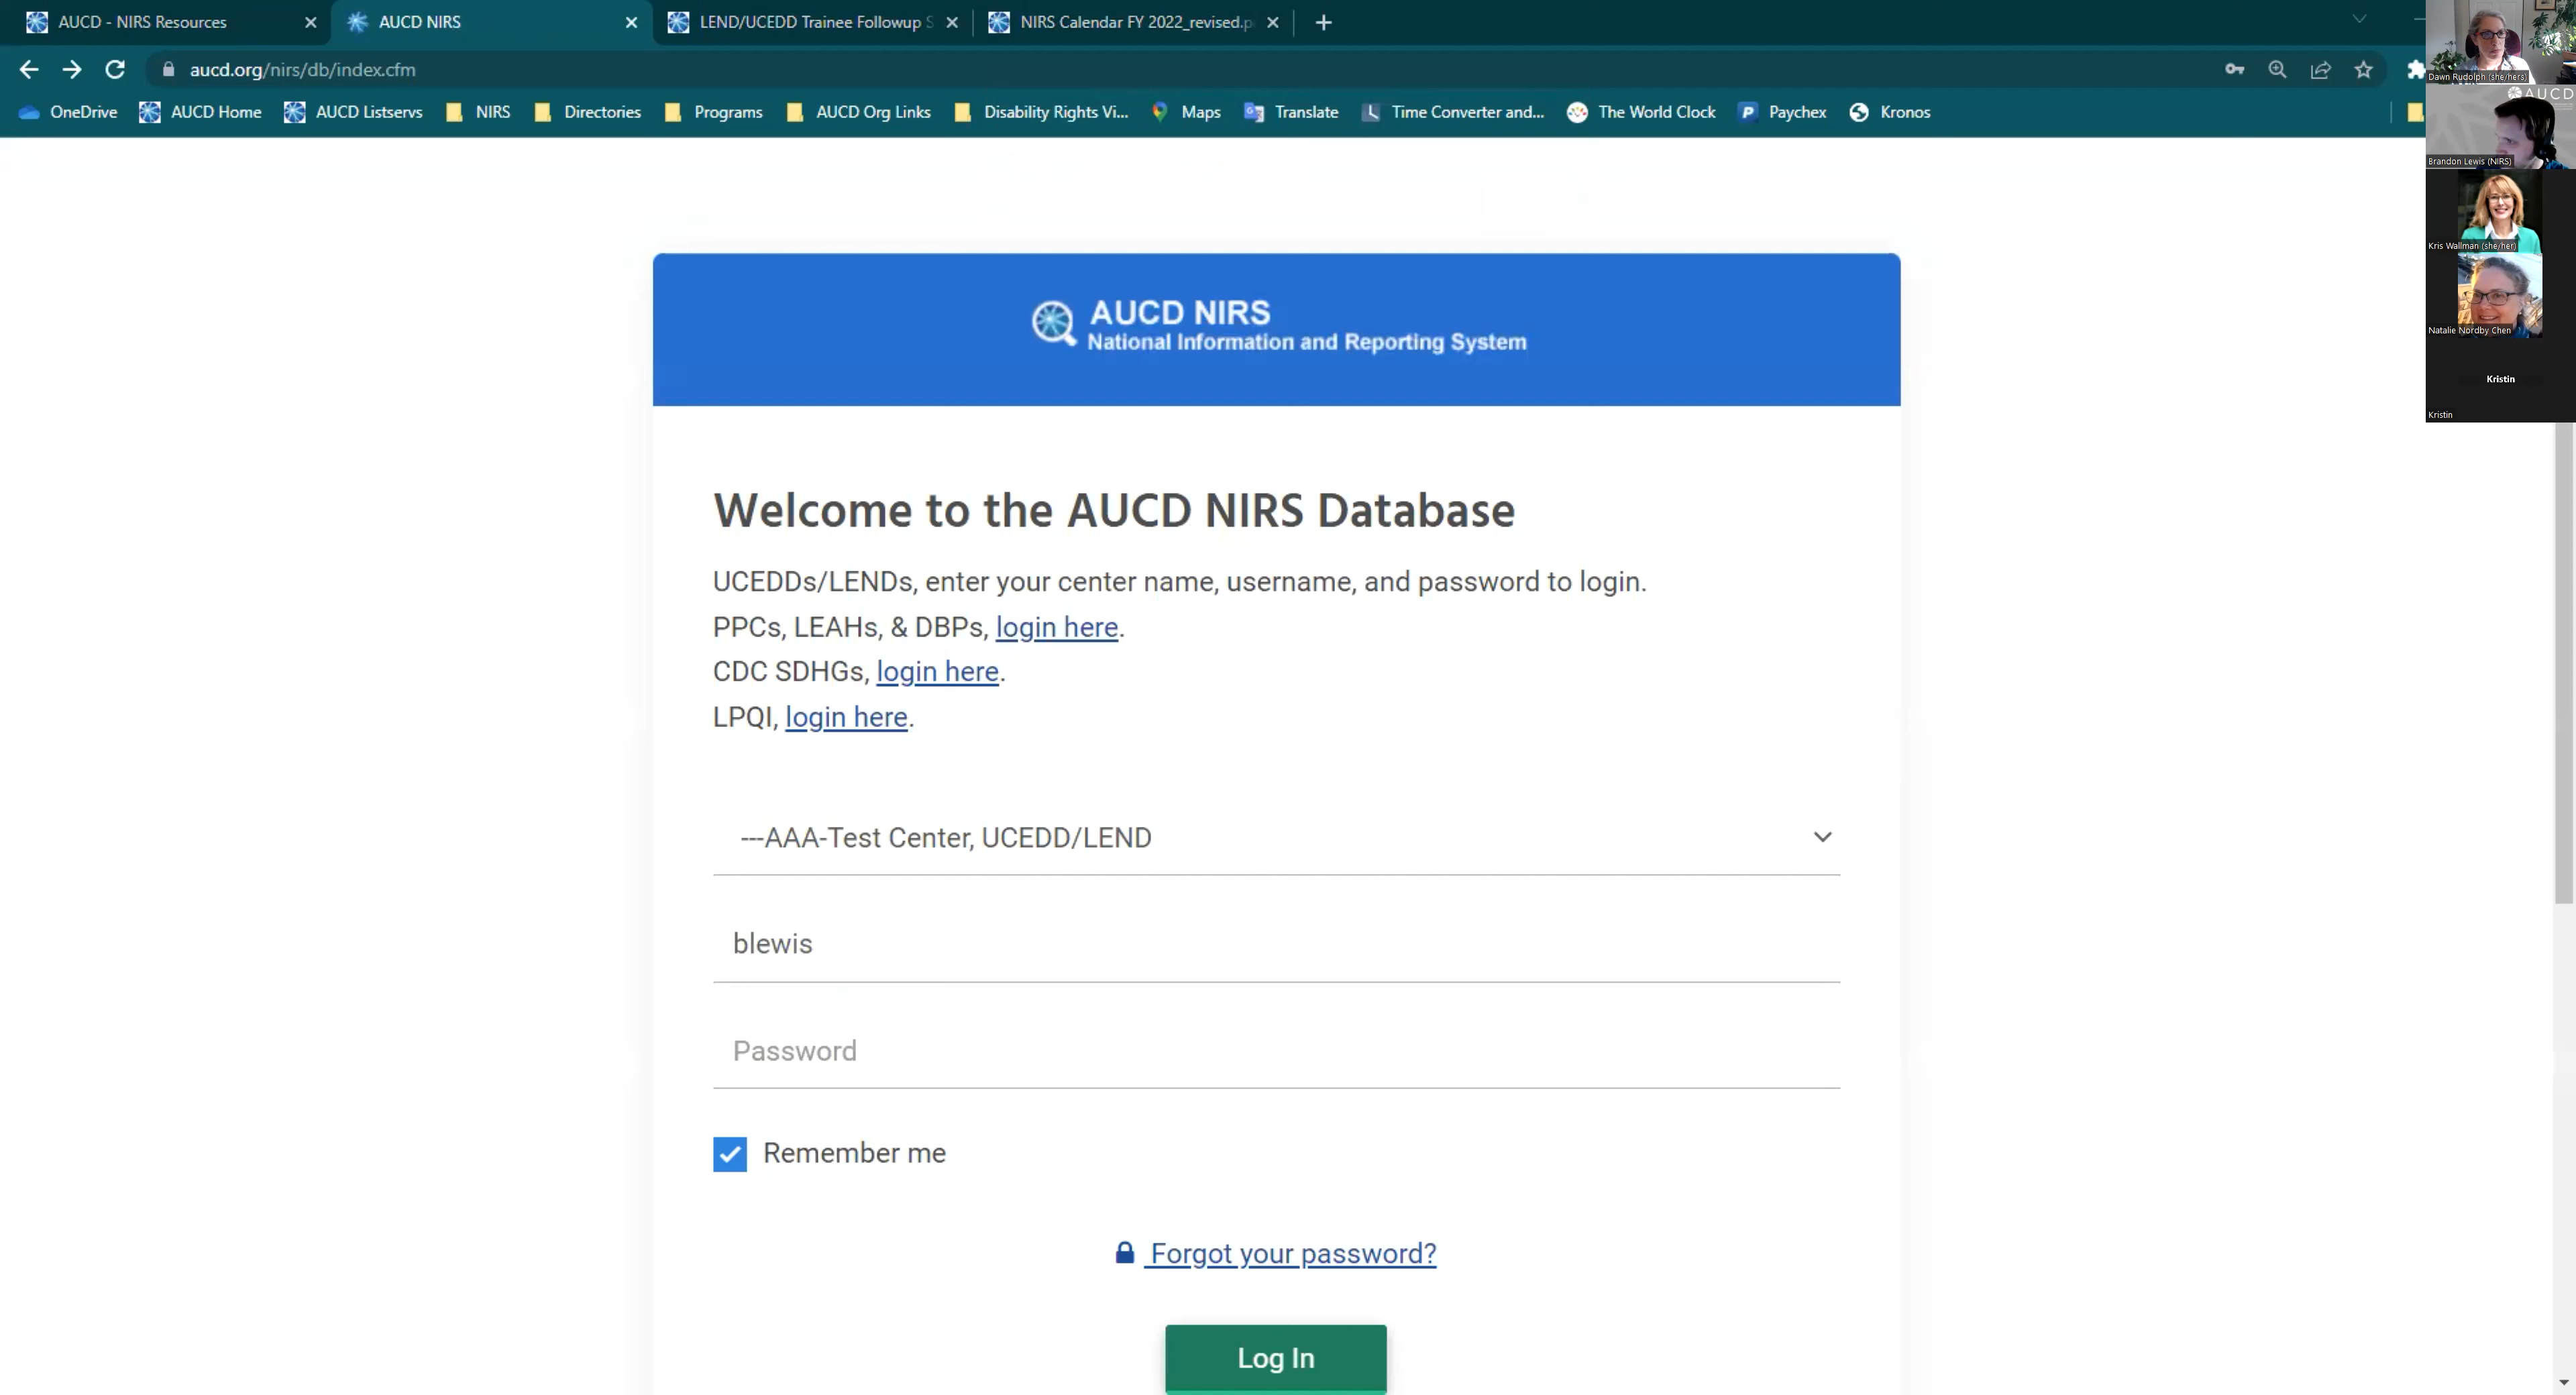 AUCD - NIRS Resources
AUCD NIRS
LEND/UCEDD Trainee Followup S
NIRS Calendar FY 2022_revised.p
aucd.org/nirs/db/index.cfm
OneDrive
AUCD Home
AUCD Listservs
NIRS
Directories
Programs
AUCD Org Links
Disability Rights Vi...
Maps
Translate
Time Converter and...
The World Clock
Paychex
Kronos
Dawn Rudolph (she/hers)
AUCD
Brandon Lewis (NIRS)
Kris Wallman (she/her)
Natalie Nordby Chen
Kristin
Kristin
AUCD NIRS
National Information and Reporting System
Welcome to the AUCD NIRS Database
UCEDDs/LENDs, enter your center name, username, and password to login.
PPCs, LEAHs, & DBPs, login here.
CDC SDHGs, login here.
LPQI, login here.
---AAA-Test Center, UCEDD/LEND
blewis
Password
Remember me
Forgot your password?
Log In